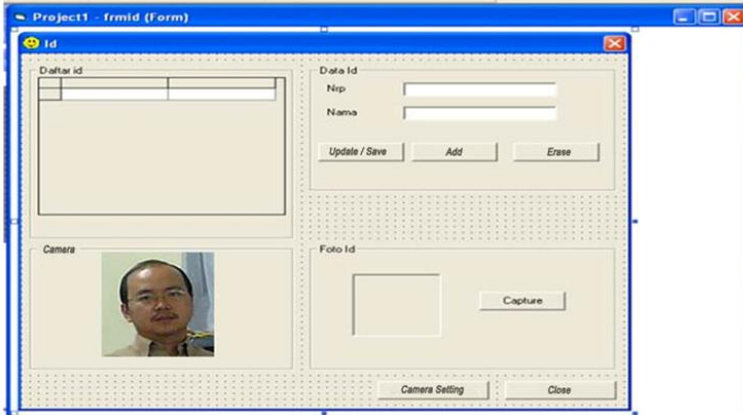 Project1 - frmid (Form)
Id
Daftar id
Data Id
Nrp
Nama
Update / Save
Add
Erase
Camera
Foto Id
Capture
Camera Setting
Close